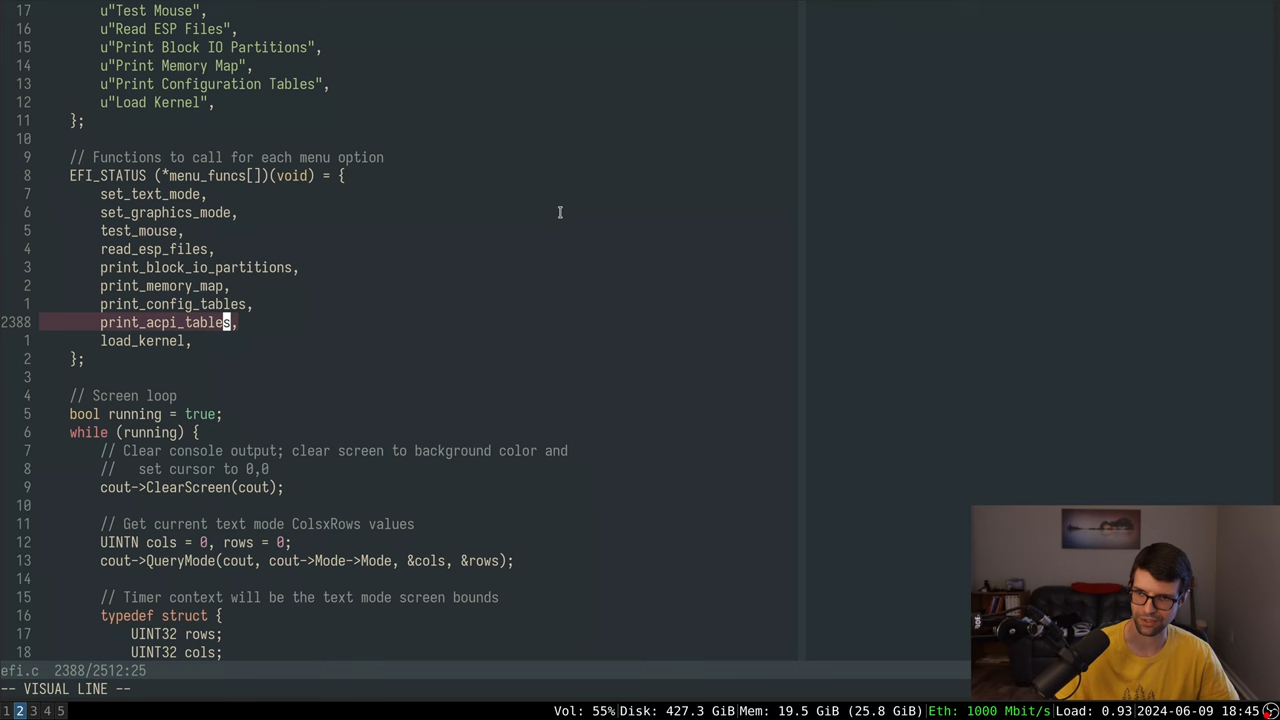 17        u"Test Mouse",
16        u"Read ESP Files",
15        u"Print Block IO Partitions",
14        u"Print Memory Map",
13        u"Print Configuration Tables",
12        u"Load Kernel",
11    };
10
9    // Functions to call for each menu option
8    EFI_STATUS (*menu_funcs[])(void) = {
7        set_text_mode,
6        set_graphics_mode,
5        test_mouse,
4        read_esp_files,
3        print_block_io_partitions,
2        print_memory_map,
1        print_config_tables,
2388        print_acpi_tables,
1        load_kernel,
2    };
3
4    // Screen loop
5    bool running = true;
6    while (running) {
7        // Clear console output; clear screen to background color and
8        //   set cursor to 0,0
9        cout->ClearScreen(cout);
10
11        // Get current text mode ColsxRows values
12        UINTN cols = 0, rows = 0;
13        cout->QueryMode(cout, cout->Mode->Mode, &cols, &rows);
14
15        // Timer context will be the text mode screen bounds
16        typedef struct {
17            UINT32 rows;
18            UINT32 cols;
efi.c  2388/2512:25
-- VISUAL LINE --
1 2 3 4 5 Vol: 55%|Disk: 427.3 GiB|Mem: 19.5 GiB (25.8 GiB)|Eth: 1000 Mbit/s|Load: 0.93|2024-06-09 18:45